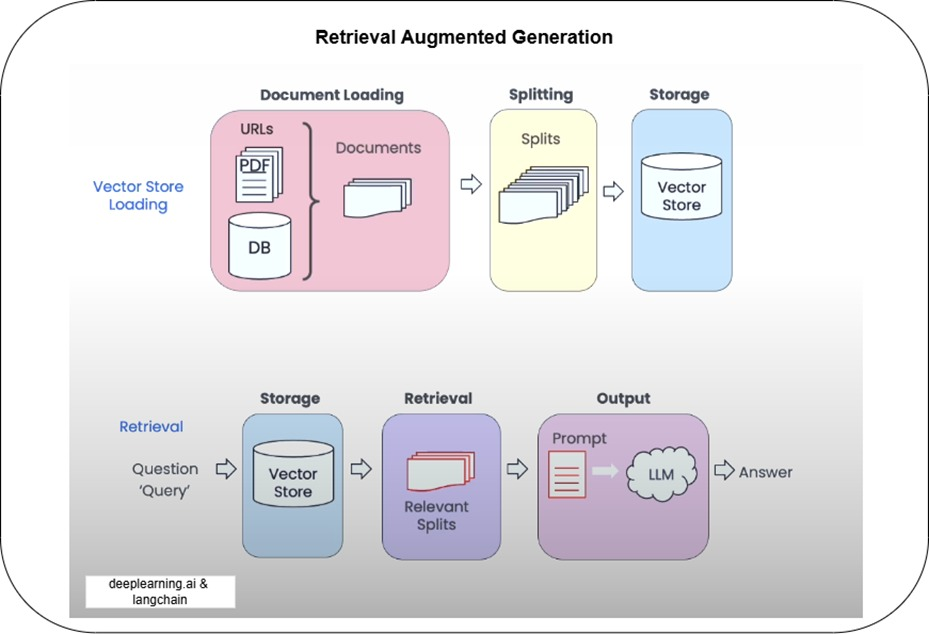 Retrieval Augmented Generation
Document Loading
Splitting
Storage
URLs
PDF
DB
Documents
Splits
Vector
Store
Vector Store
Loading
Storage
Retrieval
Output
Retrieval
Question
‘Query’
Vector
Store
Relevant
Splits
Prompt
LLM
Answer
deeplearning.ai &
langchain